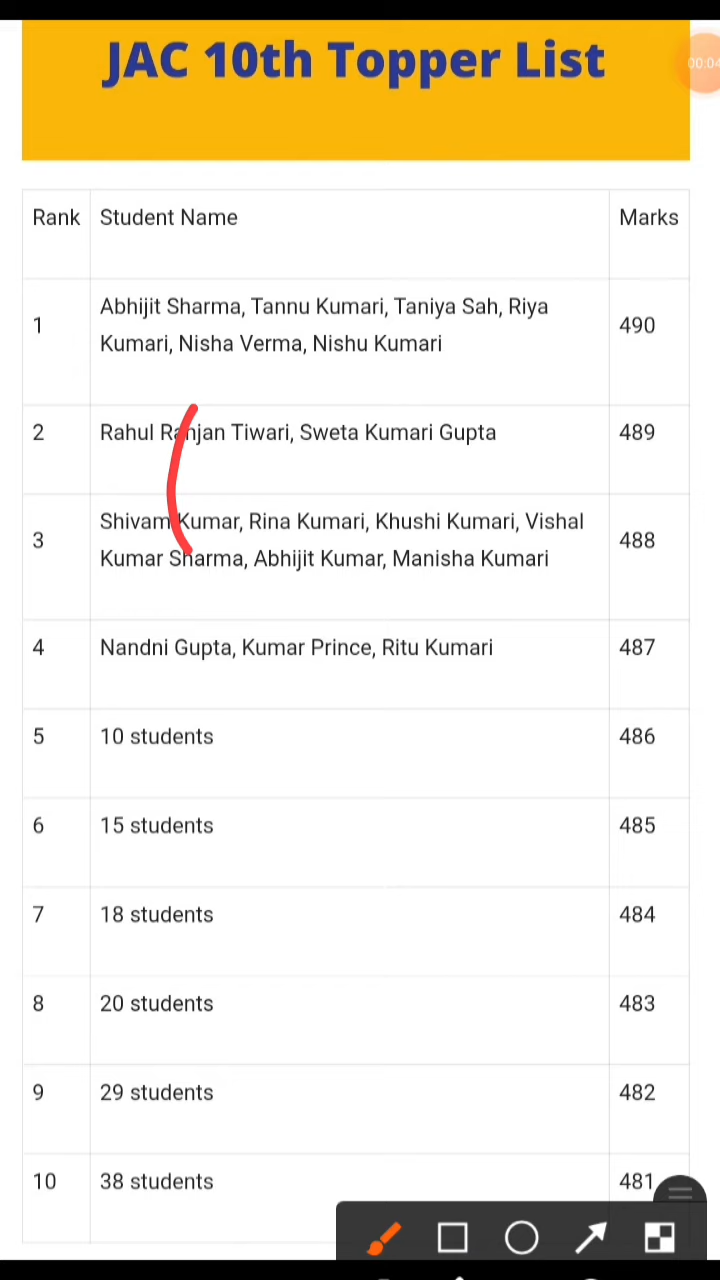 JAC 10th Topper List
00:04
Rank Student Name Marks
1 Abhijit Sharma, Tannu Kumari, Taniya Sah, Riya
Kumari, Nisha Verma, Nishu Kumari 490
2 Rahul Ranjan Tiwari, Sweta Kumari Gupta 489
3 Shivam Kumar, Rina Kumari, Khushi Kumari, Vishal
Kumar Sharma, Abhijit Kumar, Manisha Kumari 488
4 Nandni Gupta, Kumar Prince, Ritu Kumari 487
5 10 students 486
6 15 students 485
7 18 students 484
8 20 students 483
9 29 students 482
10 38 students 481